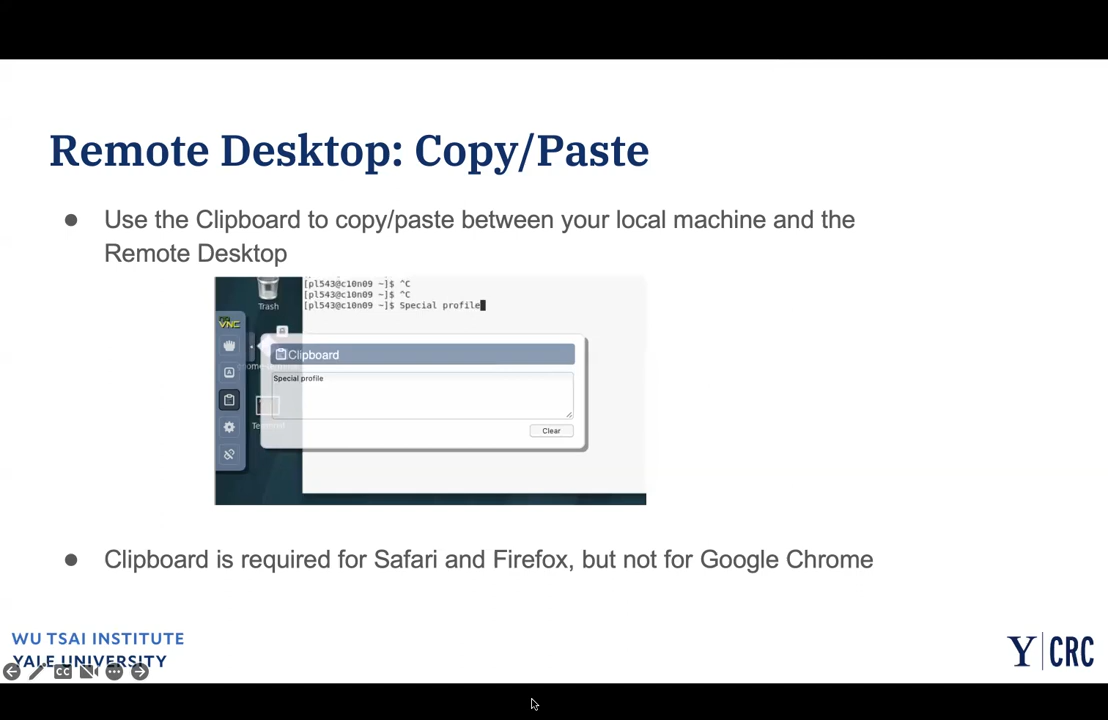 Remote Desktop: Copy/Paste
● Use the Clipboard to copy/paste between your local machine and the
Remote Desktop
[pl543@c10n09 ~]$ ^C
[pl543@c10n09 ~]$ ^C
[pl543@c10n09 ~]$ Special profile
Trash
VNC
Clipboard
Special profile
Clear
● Clipboard is required for Safari and Firefox, but not for Google Chrome
WU TSAI INSTITUTE
YALE UNIVERSITY
Y CRC
CC